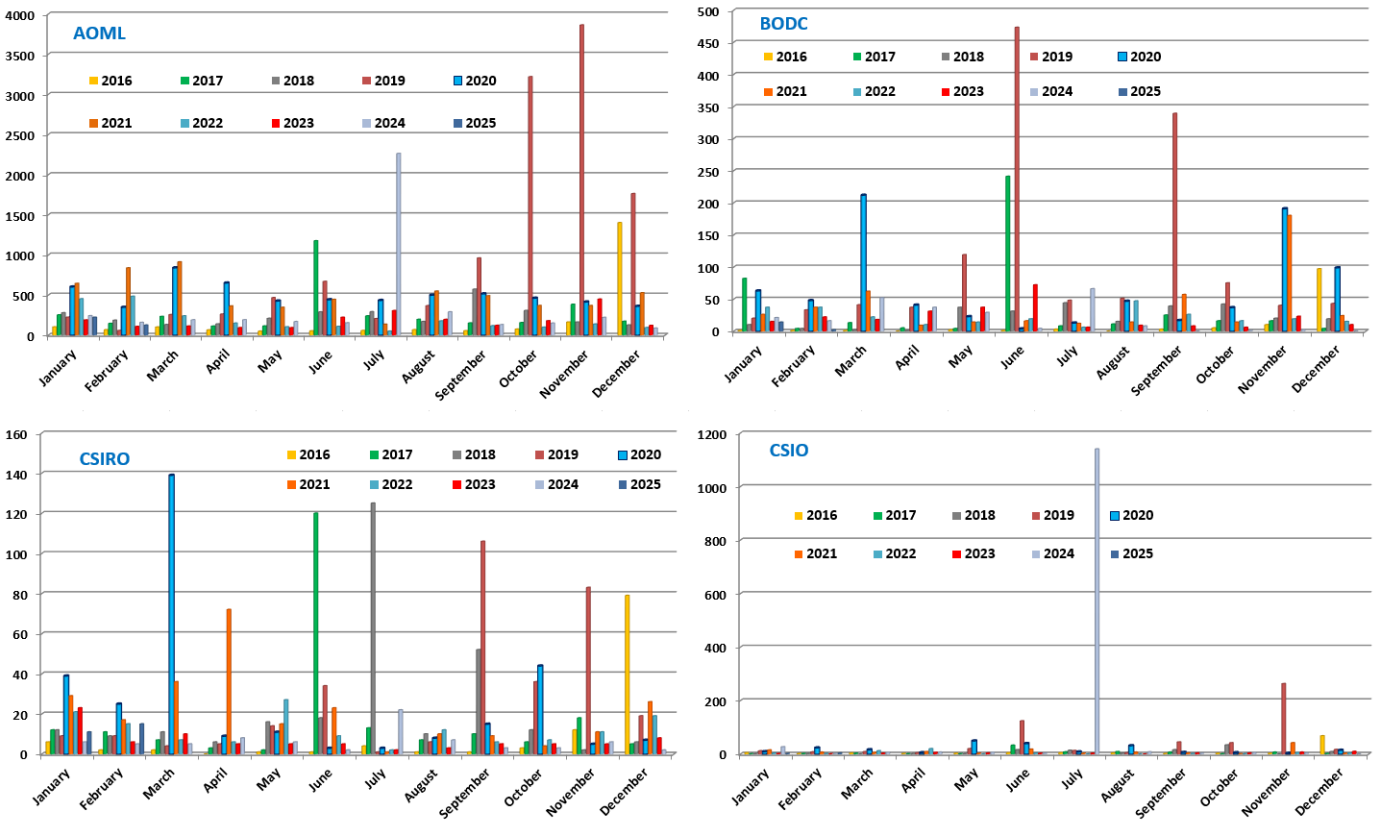 AOML
4000
3500
3000
2500
2000
1500
1000
500
0
2016 2017 2018 2019 2020
2021 2022 2023 2024 2025
January February March April May June July August September October November December
BODC
500
450
400
350
300
250
200
150
100
50
0
2016 2017 2018 2019 2020
2021 2022 2023 2024 2025
January February March April May June July August September October November December
CSIRO
160
140
120
100
80
60
40
20
0
2016 2017 2018 2019 2020
2021 2022 2023 2024 2025
January February March April May June July August September October November December
CSIO
1200
1000
800
600
400
200
0
2016 2017 2018 2019 2020
2021 2022 2023 2024 2025
January February March April May June July August September October November December